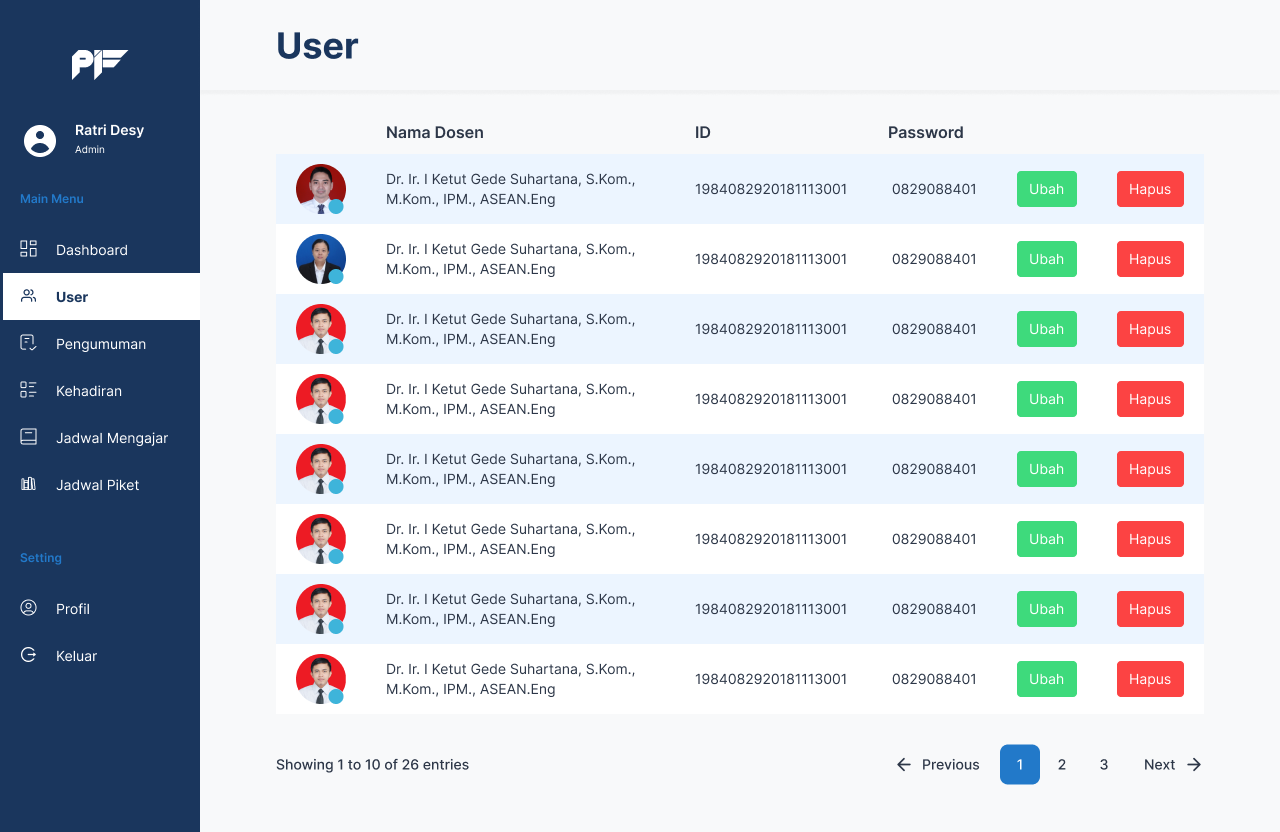 PIF
Ratri Desy
Admin
Main Menu
Dashboard
User
Pengumuman
Kehadiran
Jadwal Mengajar
Jadwal Piket
Setting
Profil
Keluar
User
Nama Dosen ID Password
Dr. Ir. I Ketut Gede Suhartana, S.Kom.,
M.Kom., IPM., ASEAN.Eng
1984082920181113001 0829088401 Ubah Hapus
Dr. Ir. I Ketut Gede Suhartana, S.Kom.,
M.Kom., IPM., ASEAN.Eng
1984082920181113001 0829088401 Ubah Hapus
Dr. Ir. I Ketut Gede Suhartana, S.Kom.,
M.Kom., IPM., ASEAN.Eng
1984082920181113001 0829088401 Ubah Hapus
Dr. Ir. I Ketut Gede Suhartana, S.Kom.,
M.Kom., IPM., ASEAN.Eng
1984082920181113001 0829088401 Ubah Hapus
Dr. Ir. I Ketut Gede Suhartana, S.Kom.,
M.Kom., IPM., ASEAN.Eng
1984082920181113001 0829088401 Ubah Hapus
Dr. Ir. I Ketut Gede Suhartana, S.Kom.,
M.Kom., IPM., ASEAN.Eng
1984082920181113001 0829088401 Ubah Hapus
Dr. Ir. I Ketut Gede Suhartana, S.Kom.,
M.Kom., IPM., ASEAN.Eng
1984082920181113001 0829088401 Ubah Hapus
Dr. Ir. I Ketut Gede Suhartana, S.Kom.,
M.Kom., IPM., ASEAN.Eng
1984082920181113001 0829088401 Ubah Hapus
Showing 1 to 10 of 26 entries
Previous 1 2 3 Next